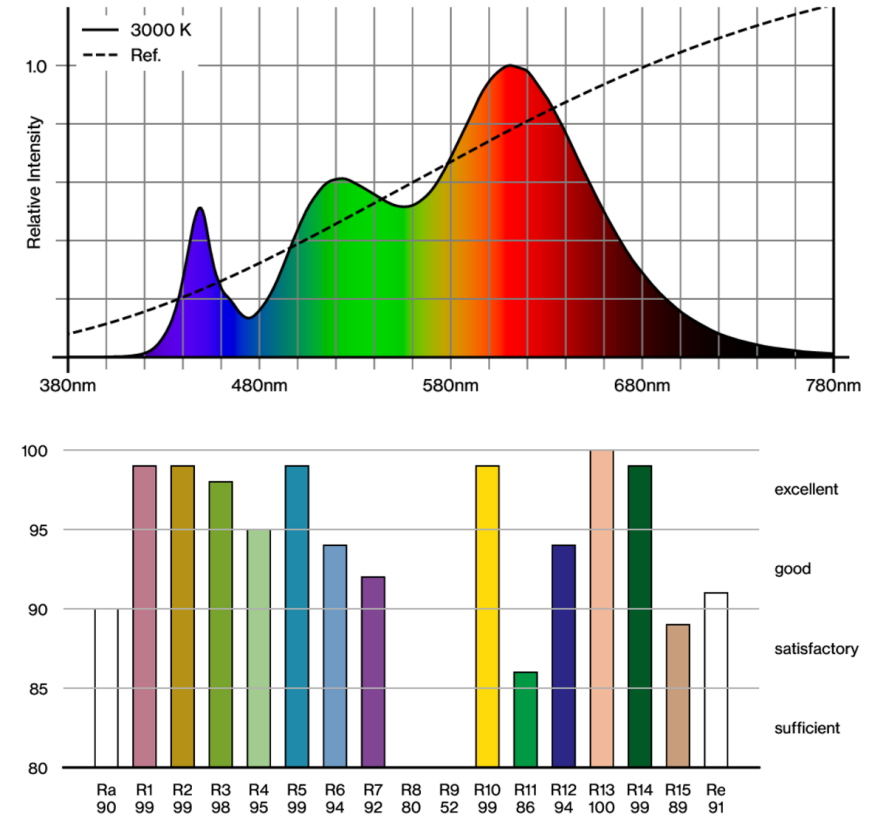 3000 K
Ref.
1.0
Relative Intensity
380nm 480nm 580nm 680nm 780nm
100
excellent
95
good
90
satisfactory
85
sufficient
80
Ra R1 R2 R3 R4 R5 R6 R7 R8 R9 R10 R11 R12 R13 R14 R15 Re
90 99 99 98 95 99 94 92 80 52 99 86 94 100 99 89 91